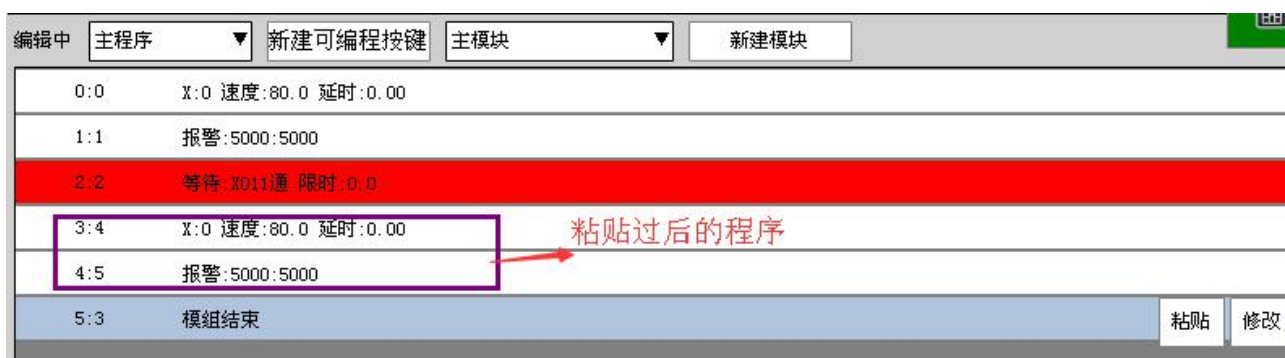 编辑中 主程序 新建可编程按键 主模块 新建模块
0:0 X:0 速度:80.0 延时:0.00
1:1 报警:5000:5000
2:2 等待:X011通 限时:0.0
3:4 X:0 速度:80.0 延时:0.00
粘贴过后的程序
4:5 报警:5000:5000
5:3 模组结束 粘贴 修改